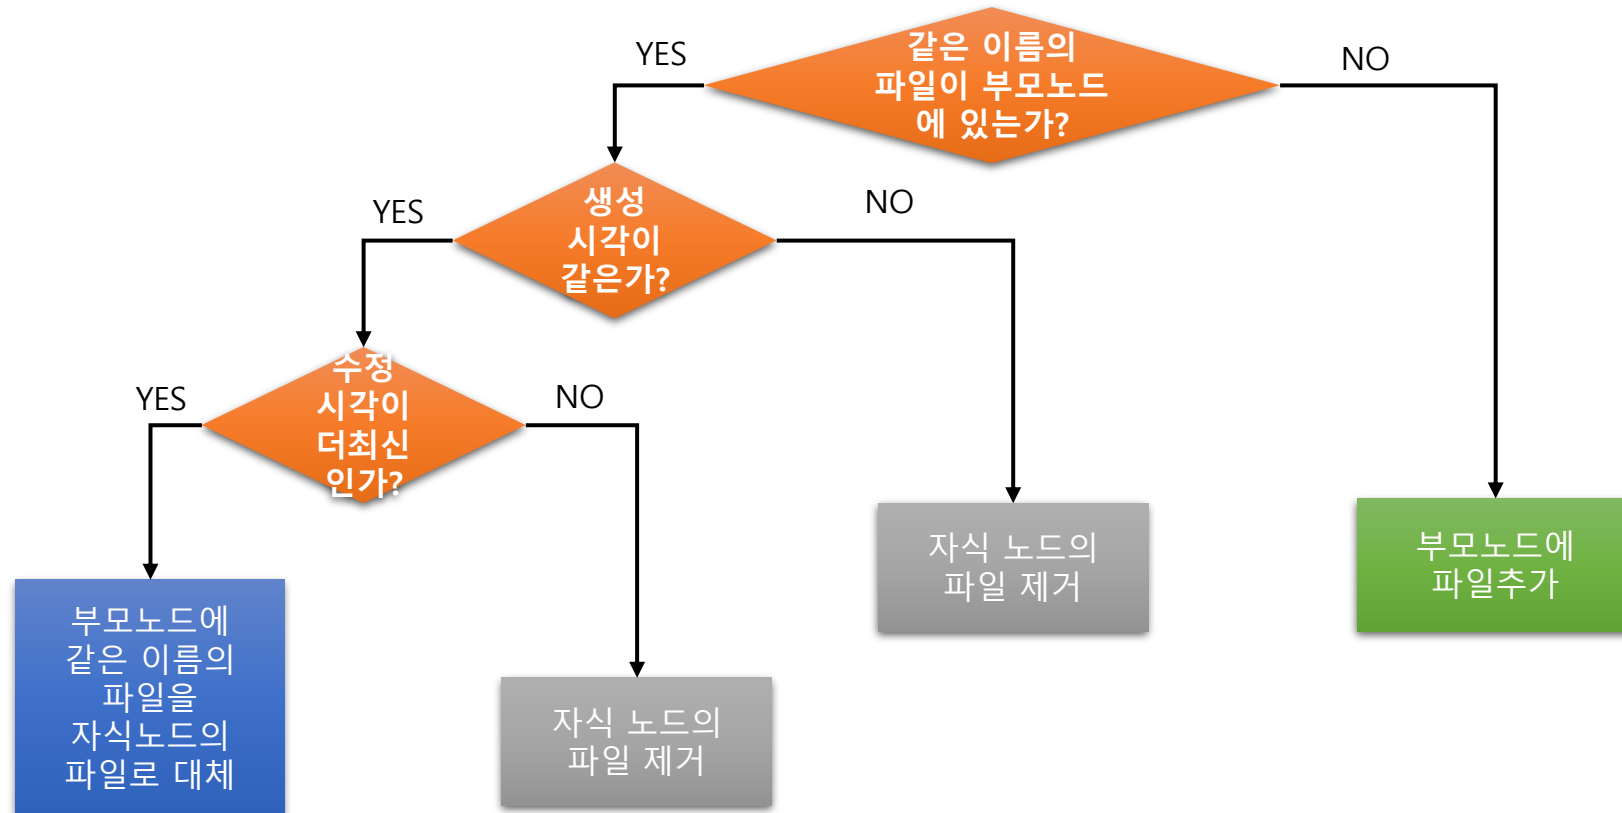 같은 이름의
파일이 부모노드
에 있는가?
YES
NO
생성
시각이
같은가?
YES
NO
수정
시각이
더최신
인가?
YES
NO
부모노드에
같은 이름의
파일을
자식노드의
파일로 대체
자식 노드의
파일 제거
자식 노드의
파일 제거
부모노드에
파일추가